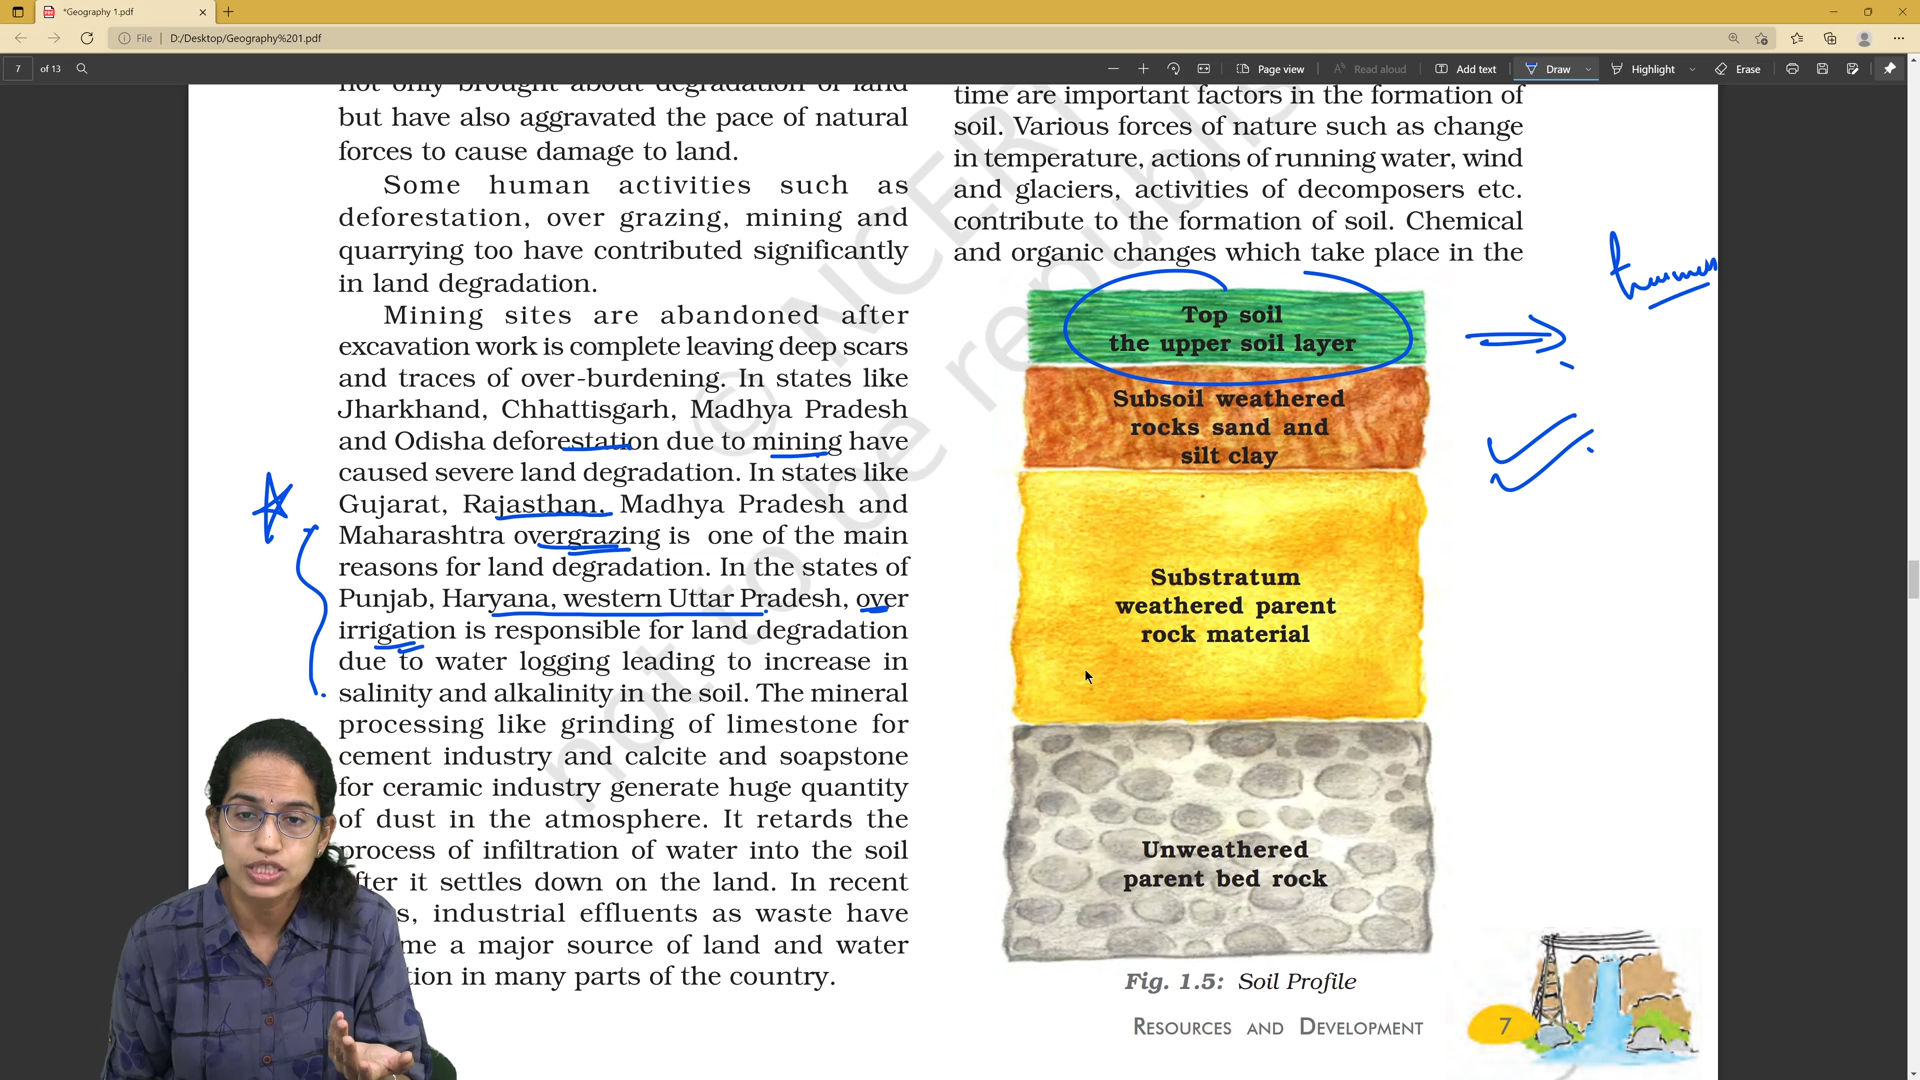 *Geography 1.pdf
File
D:/Desktop/Geography%201.pdf
7 of 13
Page view
Read aloud
Add text
Draw
Highlight
Erase
not only brought about degradation of land
but have also aggravated the pace of natural
forces to cause damage to land.
Some human activities such as
deforestation, over grazing, mining and
quarrying too have contributed significantly
in land degradation.
Mining sites are abandoned after
excavation work is complete leaving deep scars
and traces of over-burdening. In states like
Jharkhand, Chhattisgarh, Madhya Pradesh
and Odisha deforestation due to mining have
caused severe land degradation. In states like
Gujarat, Rajasthan, Madhya Pradesh and
Maharashtra overgrazing is one of the main
reasons for land degradation. In the states of
Punjab, Haryana, western Uttar Pradesh, over
irrigation is responsible for land degradation
due to water logging leading to increase in
salinity and alkalinity in the soil. The mineral
processing like grinding of limestone for
cement industry and calcite and soapstone
for ceramic industry generate huge quantity
of dust in the atmosphere. It retards the
process of infiltration of water into the soil
after it settles down on the land. In recent
industrial effluents as waste have
a major source of land and water
in many parts of the country.
time are important factors in the formation of
soil. Various forces of nature such as change
in temperature, actions of running water, wind
and glaciers, activities of decomposers etc.
contribute to the formation of soil. Chemical
and organic changes which take place in the
Top soil
the upper soil layer
Subsoil weathered
rocks sand and
silt clay
Substratum
weathered parent
rock material
Unweathered
parent bed rock
Fig. 1.5: Soil Profile
RESOURCES AND DEVELOPMENT
7
© NCERT
not to be republis